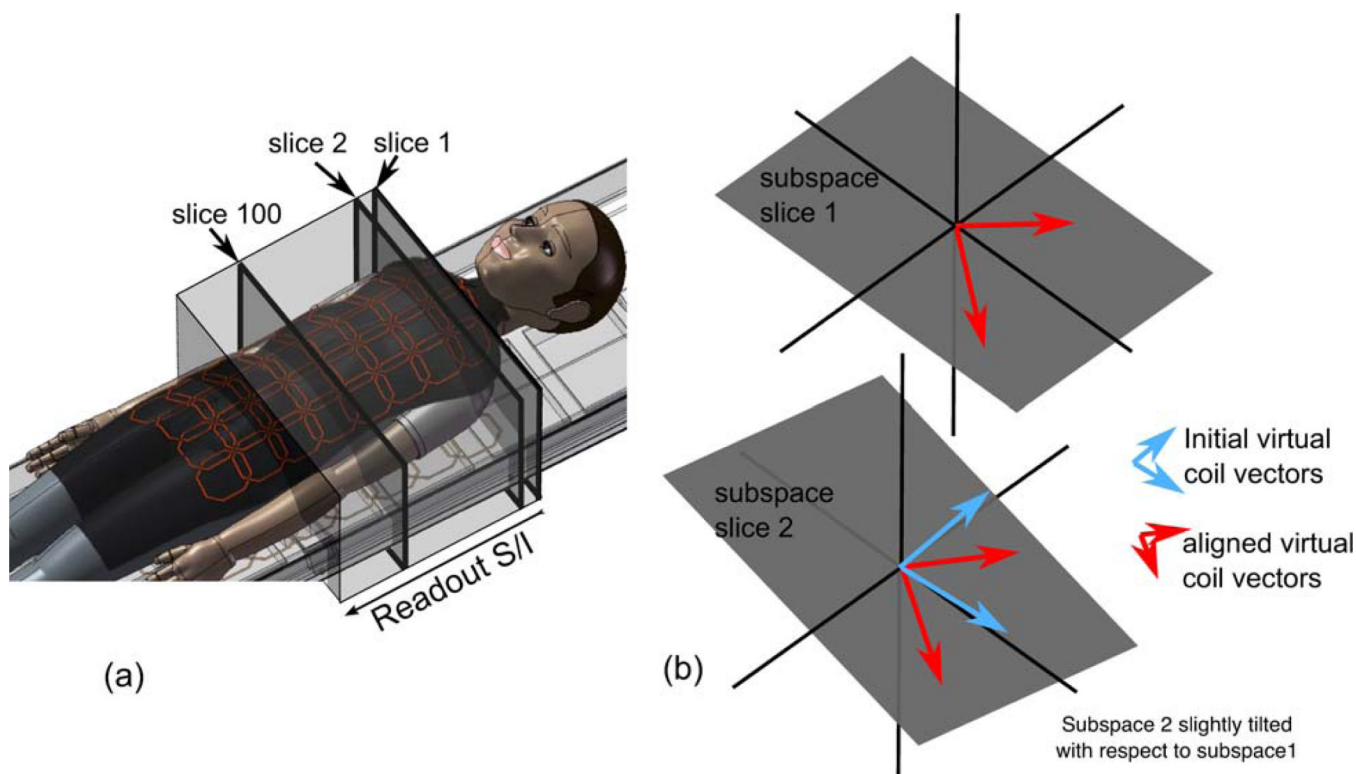 slice 2
slice 1
slice 100
Readout S/I
(a)
subspace
slice 1
subspace
slice 2
Initial virtual
coil vectors
aligned virtual
coil vectors
(b)
Subspace 2 slightly tilted
with respect to subspace1